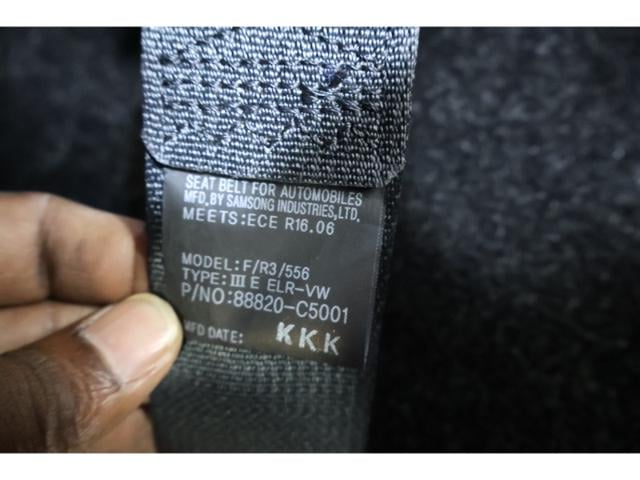 SEAT BELT FOR AUTOMOBILES
MFD.BY SAMSONG INDUSTRIES,LTD.
MEETS:ECE R16.06
MODEL:F/R3/556
TYPE:III E ELR-VW
P/NO:88820-C5001
MFD DATE: KKK